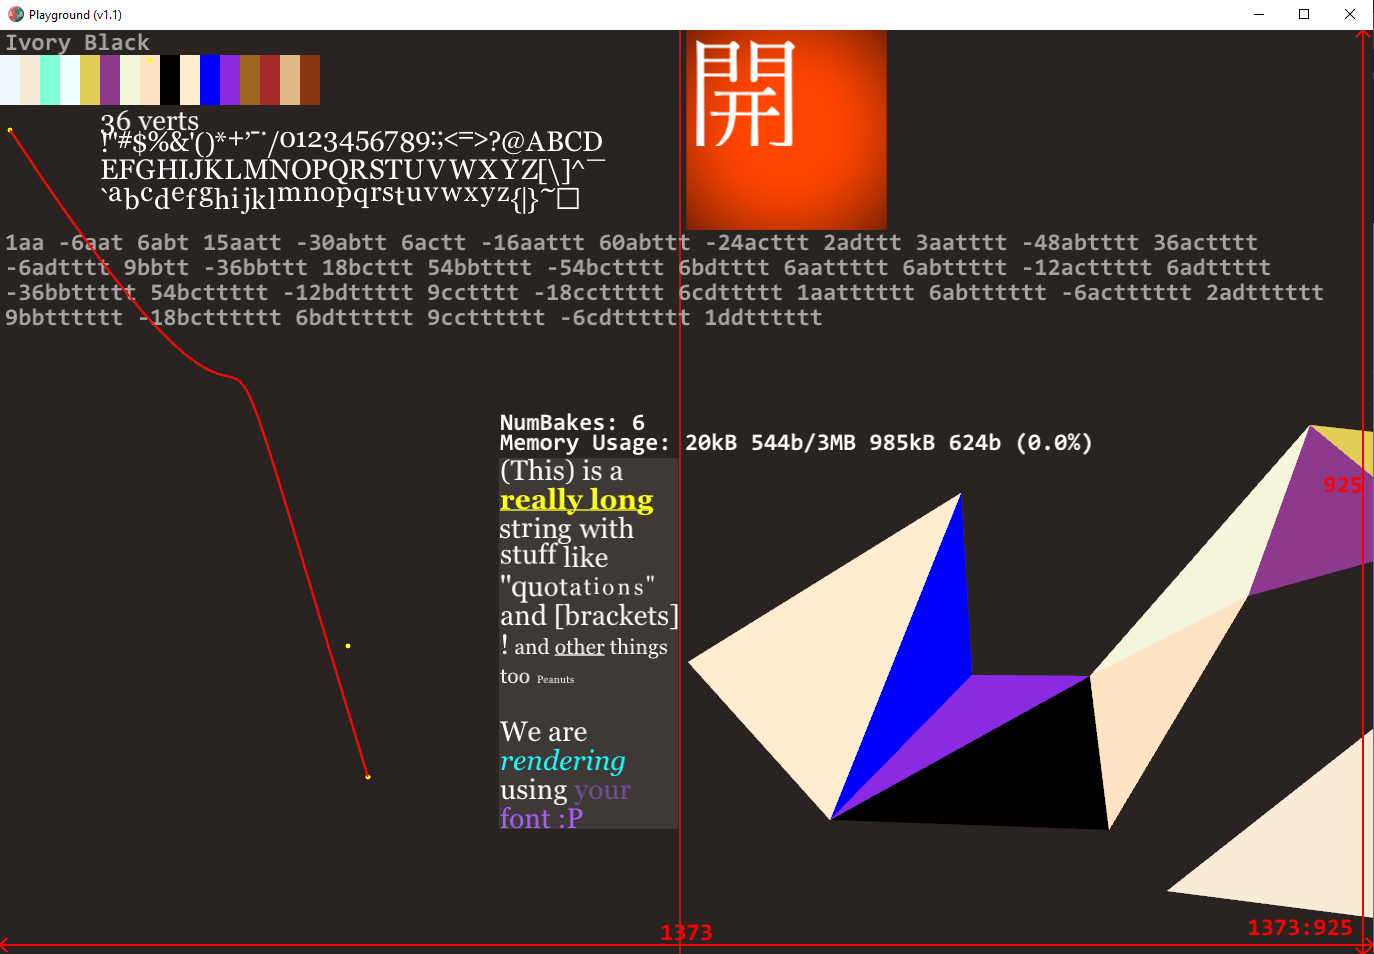 Playground (v1.1)
Ivory Black
開
36 verts
!"#$%&'()*+,-./0123456789:;<=>?@ABCD
EFGHIJKLMNOPQRSTUVWXYZ[\]^_
`abcdefghijklmnopqrstuvwxyz{|}~□
1aa -6aat 6abt 15aatt -30abtt 6actt -16aattt 60abttt -24acttt 2adttt 3aatttt -48abtttt 36actttt
-6adtttt 9bbtt -36bbttt 18bcttt 54bbtttt -54bctttt 6bdtttt 6aattttt 6abttttt -12acttttt 6adttttt
-36bbttttt 54bcttttt -12bdttttt 9cctttt -18ccttttt 6cdttttt 1aatttttt 6abtttttt -6actttttt 2adtttttt
9bbtttttt -18bctttttt 6bdtttttt 9cctttttt -6cdtttttt 1ddtttttt
NumBakes: 6
Memory Usage: 20kB 544b/3MB 985kB 624b (0.0%)
(This) is a
really long
string with
stuff like
"quotations"
and [brackets]
! and other things
too Peanuts
We are
rendering
using your
font :P
925
1373
1373:925